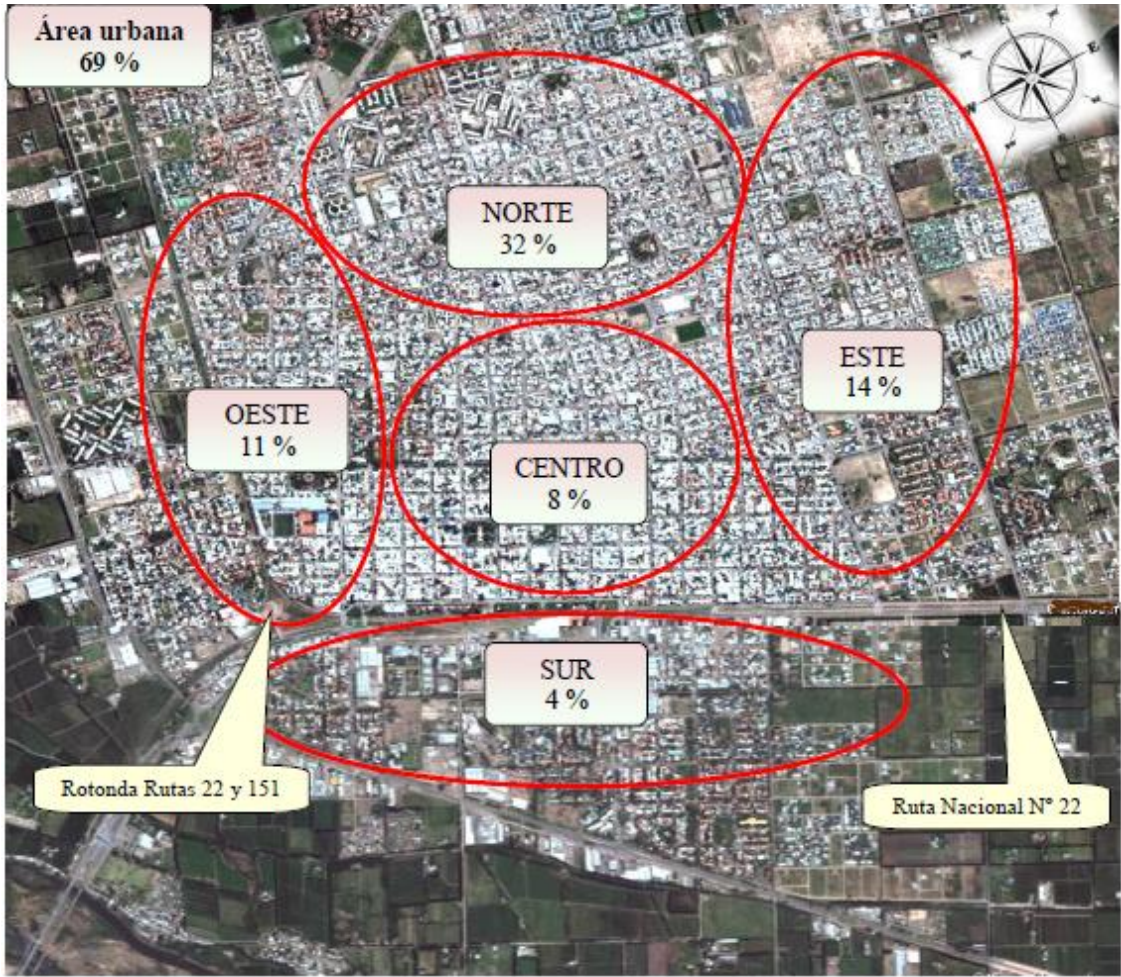 Área urbana
69 %
NORTE
32 %
ESTE
14 %
OESTE
11 %
CENTRO
8 %
SUR
4 %
Rotonda Rutas 22 y 151
Ruta Nacional Nº 22
E